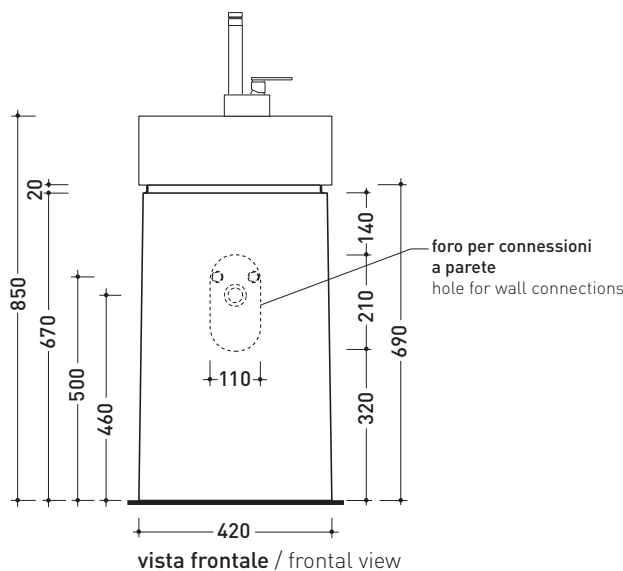 20
850
670
500
460
110
140
210
320
690
foro per connessioni
a parete
hole for wall connections
420
vista frontale / frontal view